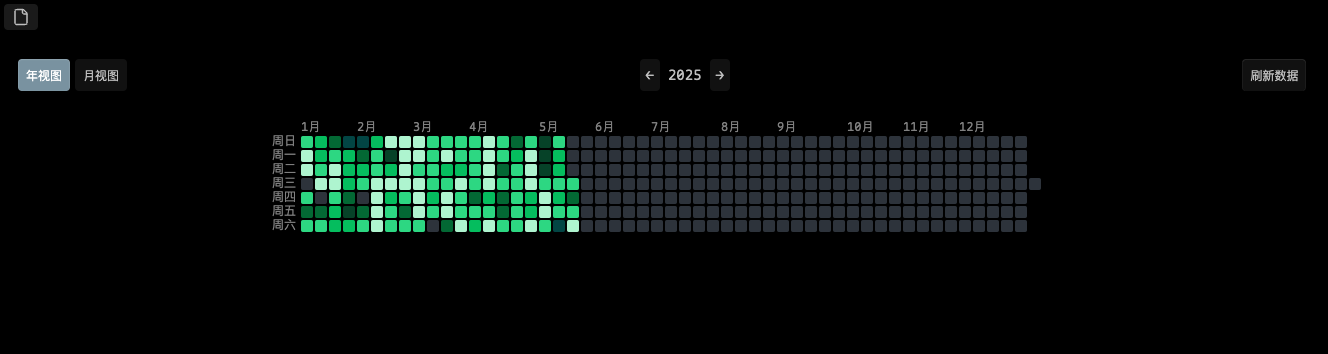 年视图 月视图 ← 2025 → 刷新数据
1月 2月 3月 4月 5月 6月 7月 8月 9月 10月 11月 12月
周日
周一
周二
周三
周四
周五
周六